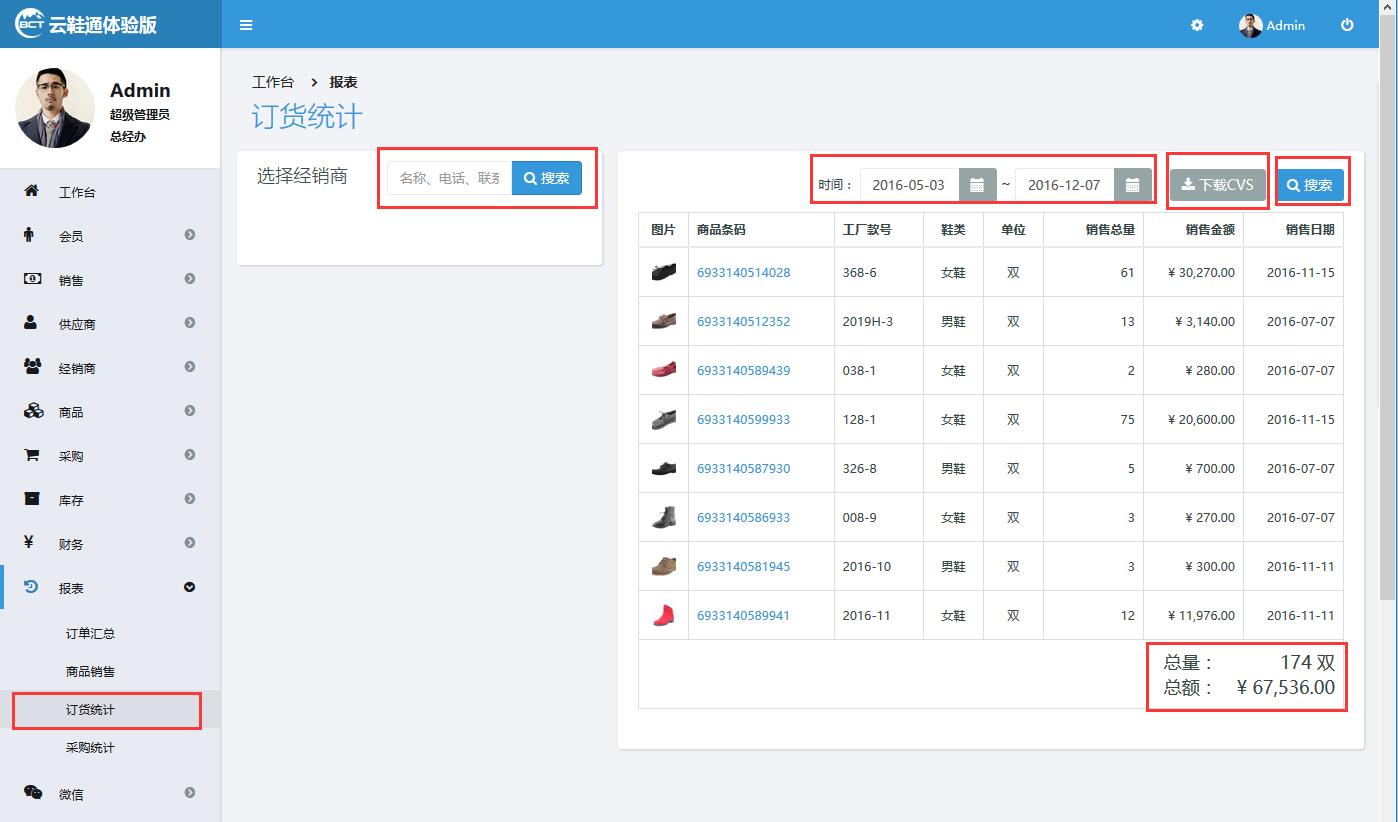 BCT 云鞋通体验版
Admin
Admin
超级管理员
总经办
工作台
会员
销售
供应商
经销商
商品
采购
库存
财务
报表
订单汇总
商品销售
订货统计
采购统计
微信
工作台 > 报表
订货统计
选择经销商 名称、电话、联系 搜索
时间： 2016-05-03 ~ 2016-12-07 下载CVS 搜索
图片 商品条码 工厂款号 鞋类 单位 销售总量 销售金额 销售日期
6933140514028 368-6 女鞋 双 61 ¥ 30,270.00 2016-11-15
6933140512352 2019H-3 男鞋 双 13 ¥ 3,140.00 2016-07-07
6933140589439 038-1 女鞋 双 2 ¥ 280.00 2016-07-07
6933140599933 128-1 女鞋 双 75 ¥ 20,600.00 2016-11-15
6933140587930 326-8 男鞋 双 5 ¥ 700.00 2016-07-07
6933140586933 008-9 女鞋 双 3 ¥ 270.00 2016-07-07
6933140581945 2016-10 男鞋 双 3 ¥ 300.00 2016-11-11
6933140589941 2016-11 女鞋 双 12 ¥ 11,976.00 2016-11-11
总量： 174 双
总额： ¥ 67,536.00